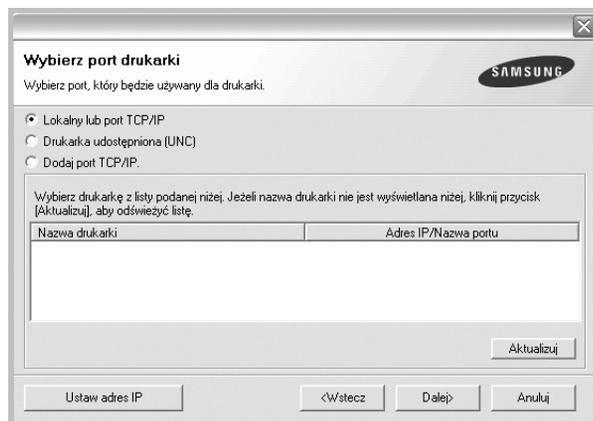 Wybierz port drukarki
Wybierz port, który będzie używany dla drukarki.
SAMSUNG
Lokalny lub port TCP/IP
Drukarka udostępniona (UNC)
Dodaj port TCP/IP.
Wybierz drukarkę z listy podanej niżej. Jeżeli nazwa drukarki nie jest wyświetlana niżej, kliknij przycisk
[Aktualizuj], aby odświeżyć listę.
Nazwa drukarki Adres IP/Nazwa portu
Aktualizuj
Ustaw adres IP <Wstecz Dalej> Anuluj